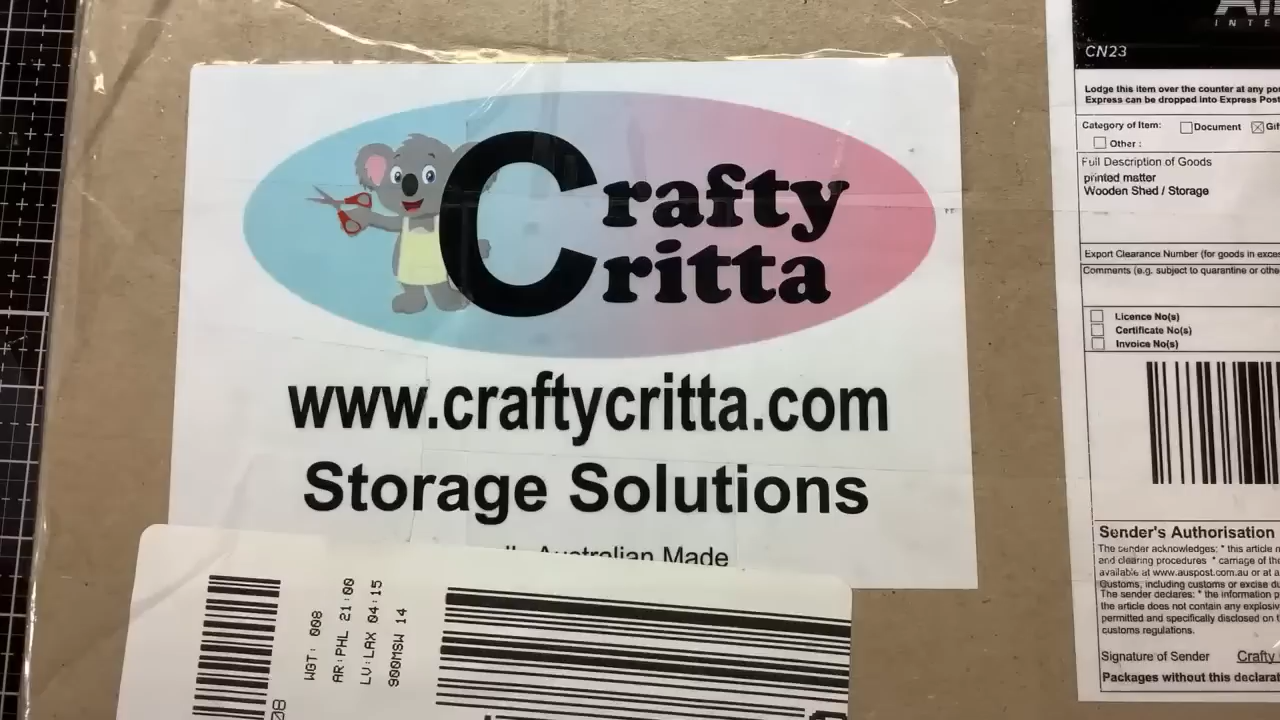 Crafty
Critta
www.craftycritta.com
Storage Solutions
Australian Made
WGT: 008
AR:PHL 21:00
LV:LAX 04:15
900MSW 14
CN23
Lodge this item over the counter at any
Express can be dropped into Express Post
Category of Item: Document
Other :
Full Description of Goods
printed matter
Wooden Shed / Storage
Export Clearance Number (for goods in
Comments (e.g. subject to quarantine or
Licence No(s)
Certificate No(s)
Invoice No(s)
Sender's Authorisation
The sender acknowledges: * this article
and clearing procedures * carriage of the
available at www.auspost.com.au or at a
Customs, including customs or excise
The sender declares: * the information
the article does not contain any
permitted and specifically disclosed on
customs regulations.
Signature of Sender Crafty
Packages without this